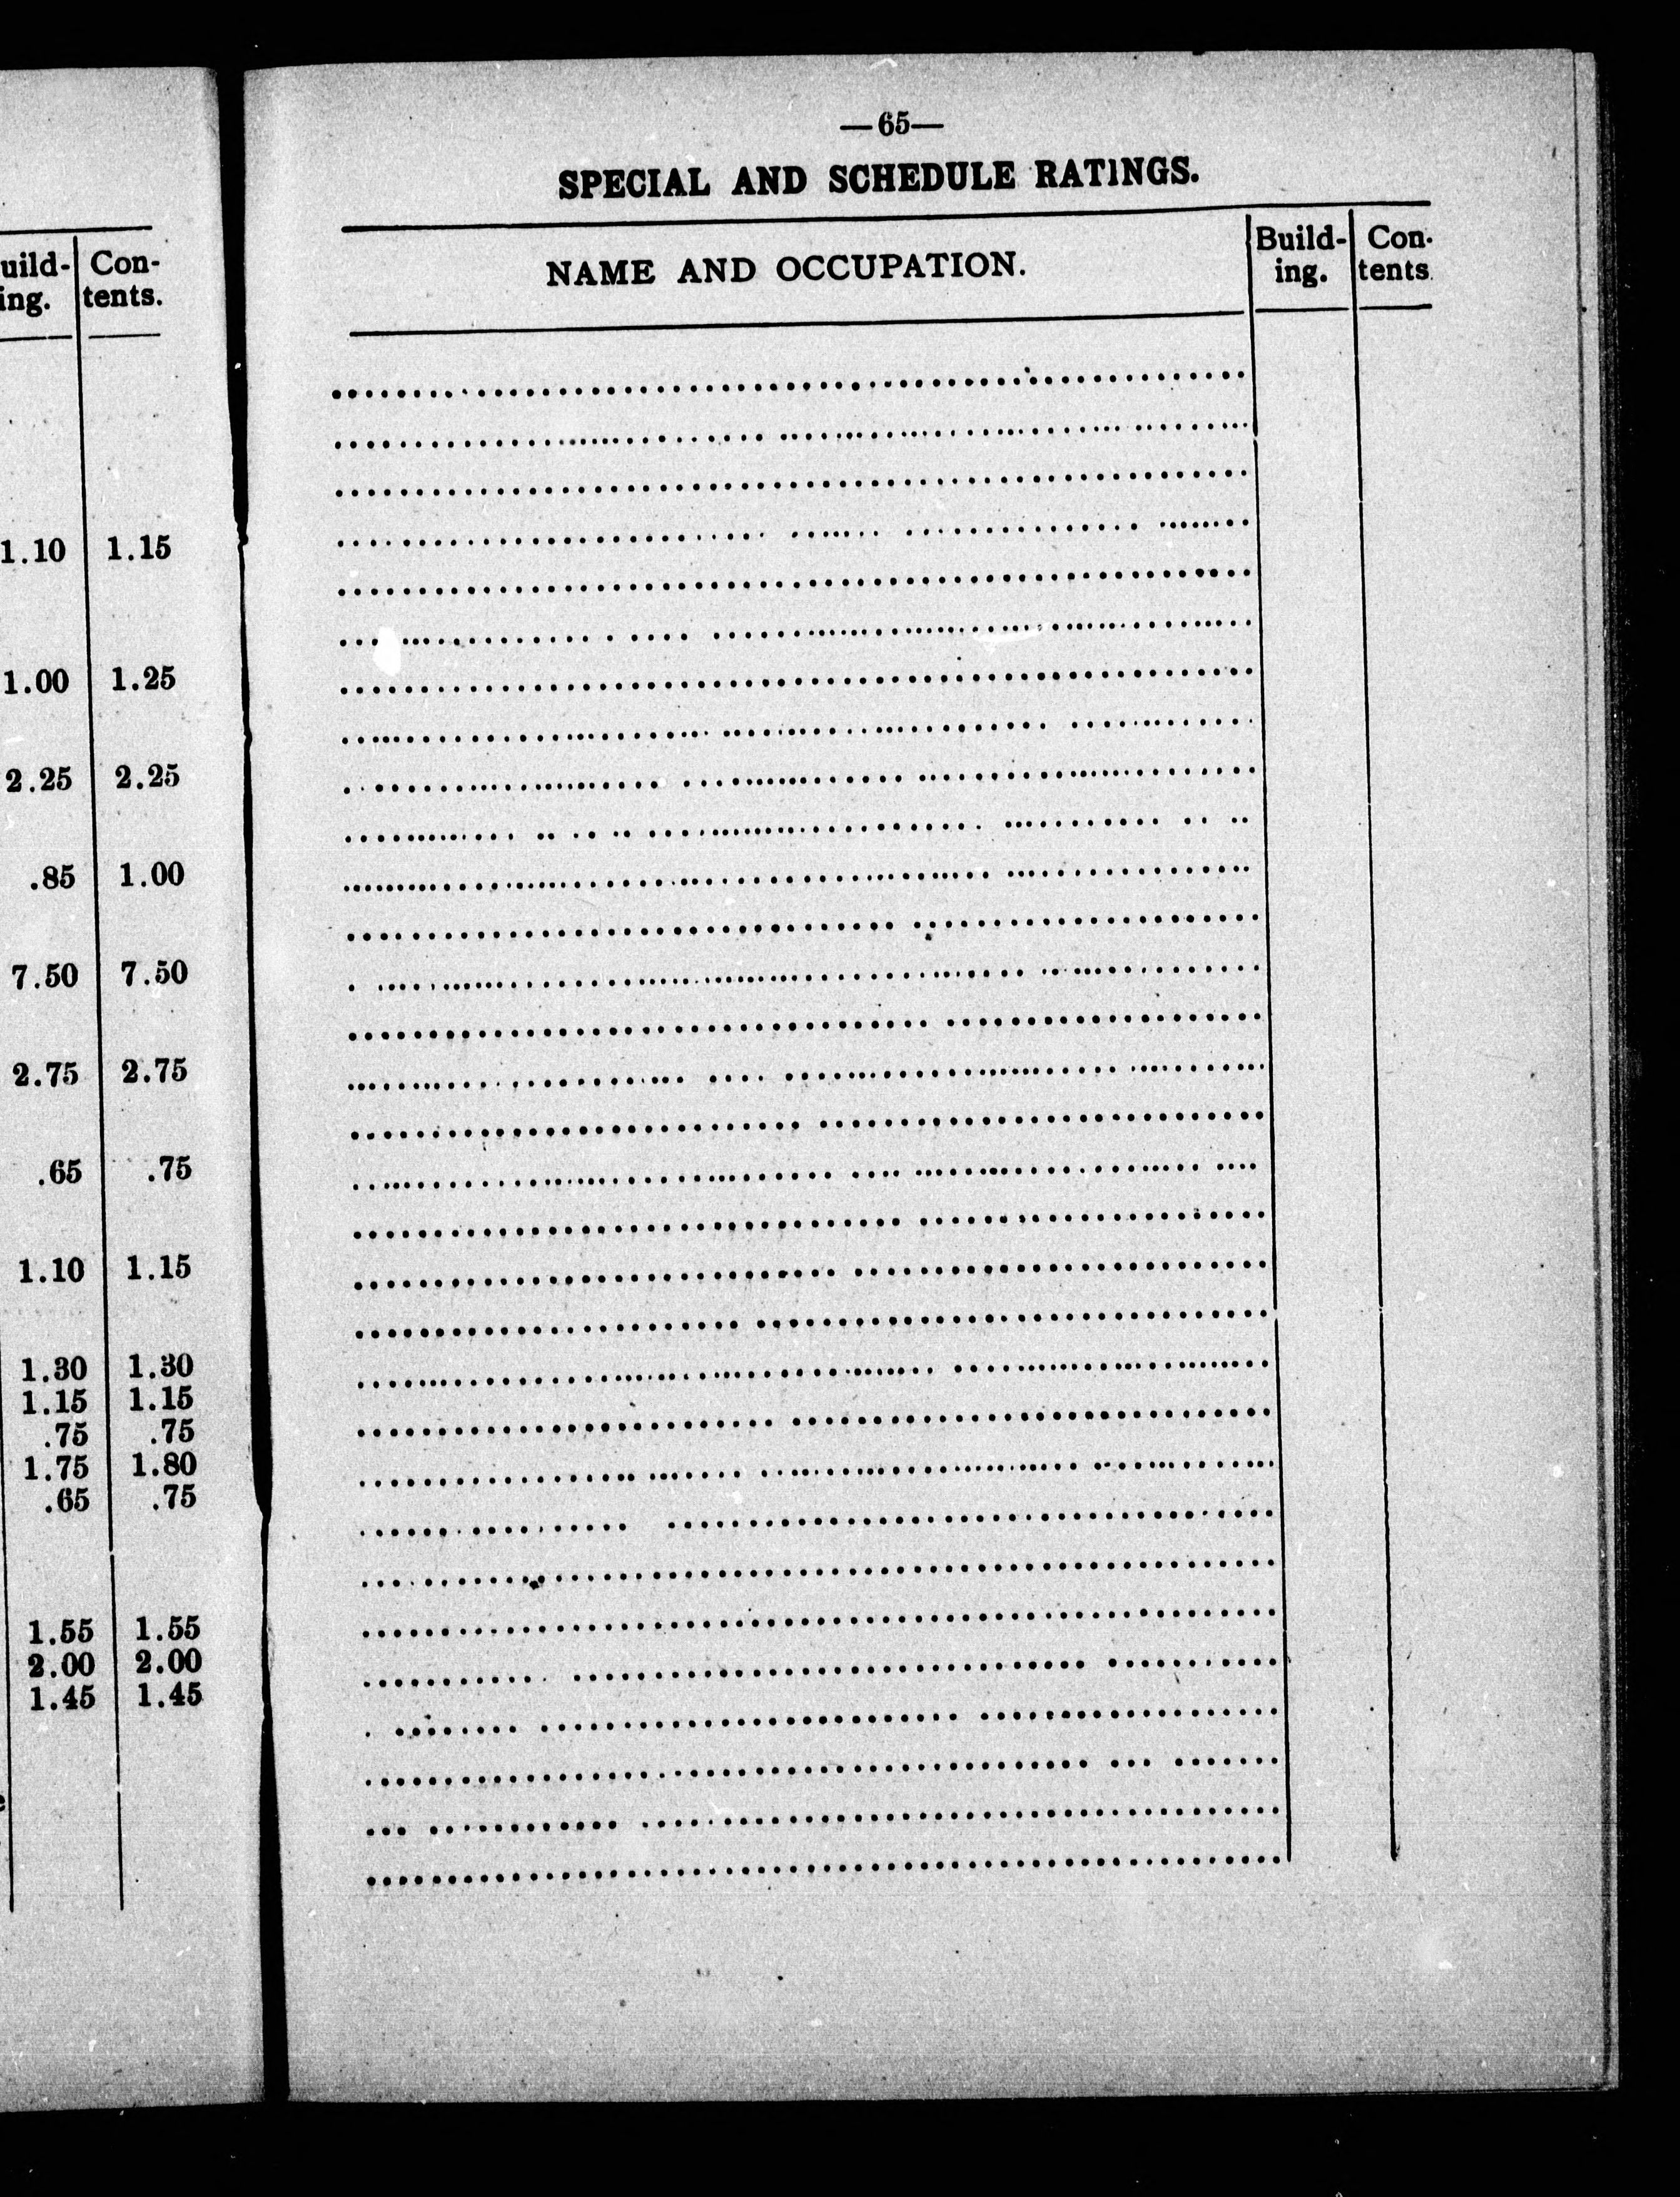 uild- Con-
ing. tents.
1.10 1.15
1.00 1.25
2.25 2.25
.85 1.00
7.50 7.50
2.75 2.75
.65 .75
1.10 1.15
1.30 1.30
1.15 1.15
.75 .75
1.75 1.80
.65 .75
1.55 1.55
2.00 2.00
1.45 1.45
—65—
SPECIAL AND SCHEDULE RATINGS.
NAME AND OCCUPATION.
Build- Con-
ing. tents.